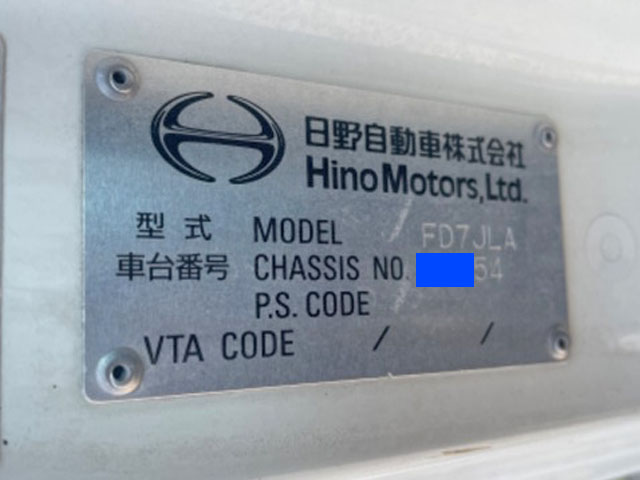 日野自動車株式会社
Hino Motors, Ltd.
型式 MODEL FD7JLA
車台番号 CHASSIS NO. 54
P.S. CODE
VTA CODE / /